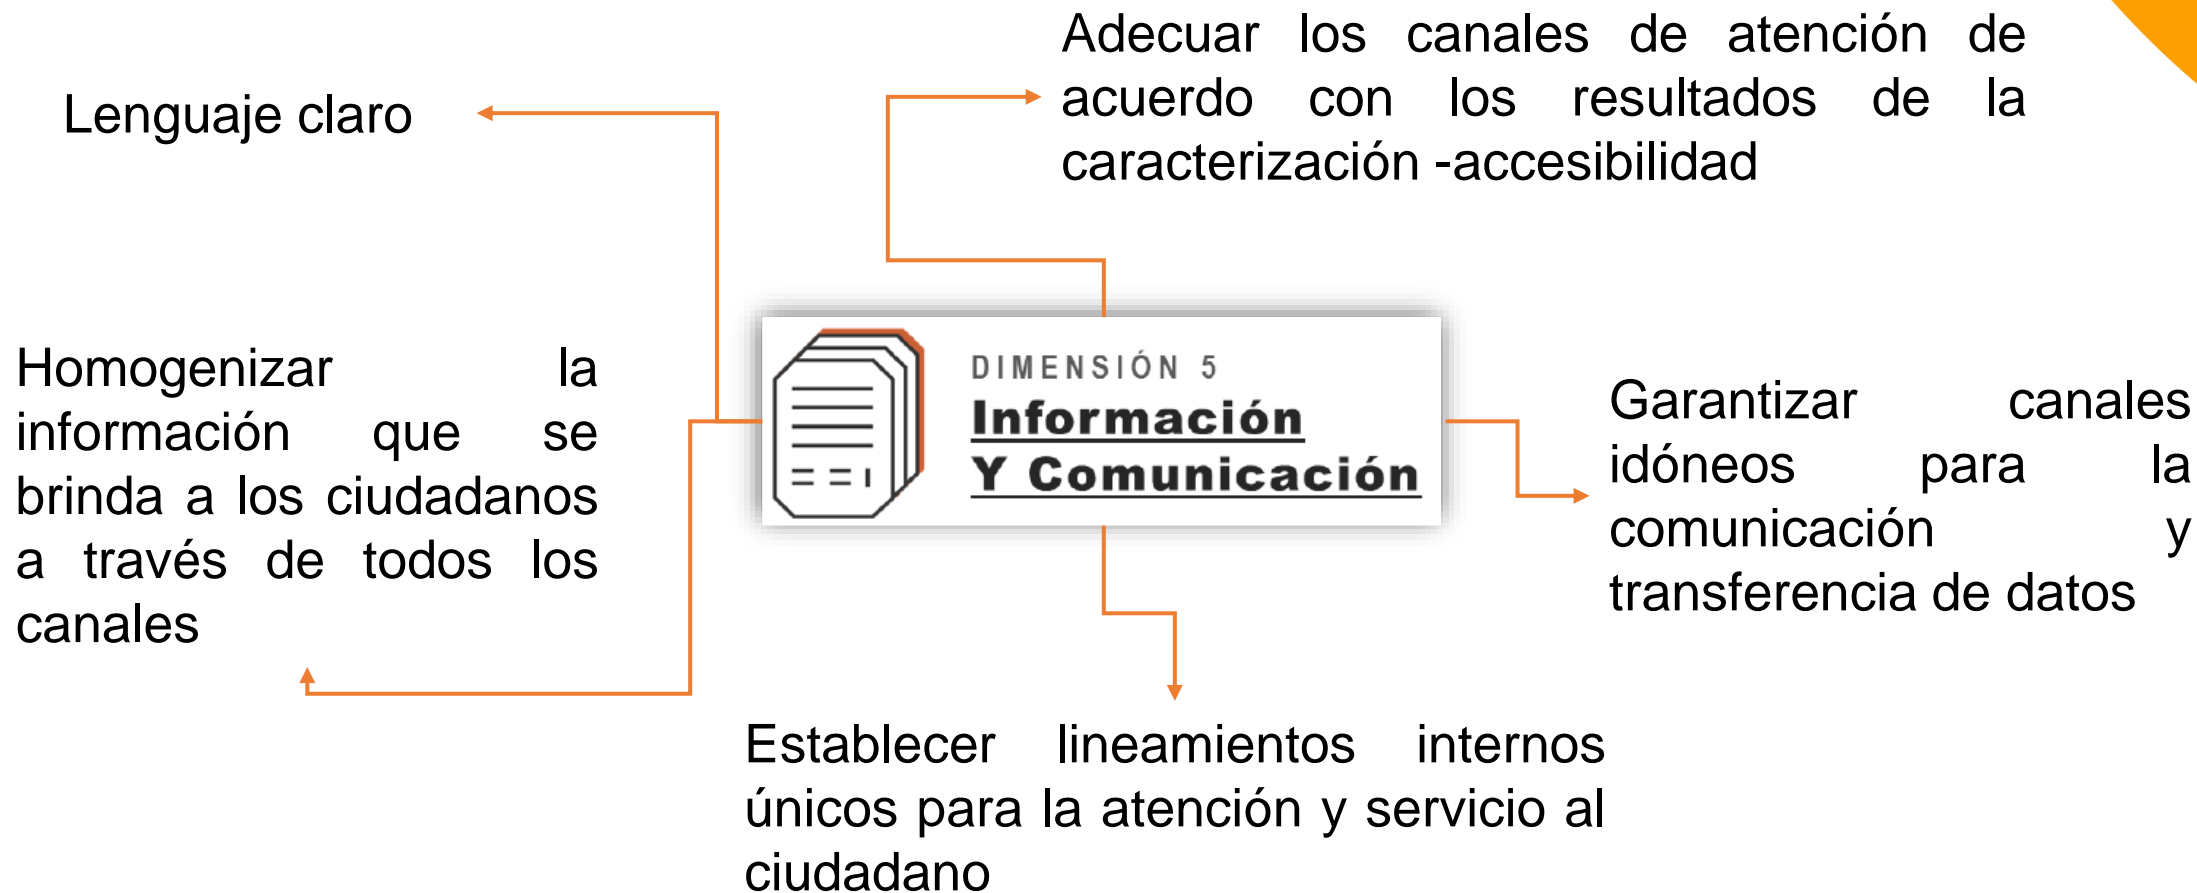 Adecuar los canales de atención de
acuerdo con los resultados de la
caracterización -accesibilidad
Lenguaje claro
Homogenizar la
información que se
brinda a los ciudadanos
a través de todos los
canales
DIMENSIÓN 5
Información
Y Comunicación
Garantizar canales
idóneos para la
comunicación y
transferencia de datos
Establecer lineamientos internos
únicos para la atención y servicio al
ciudadano